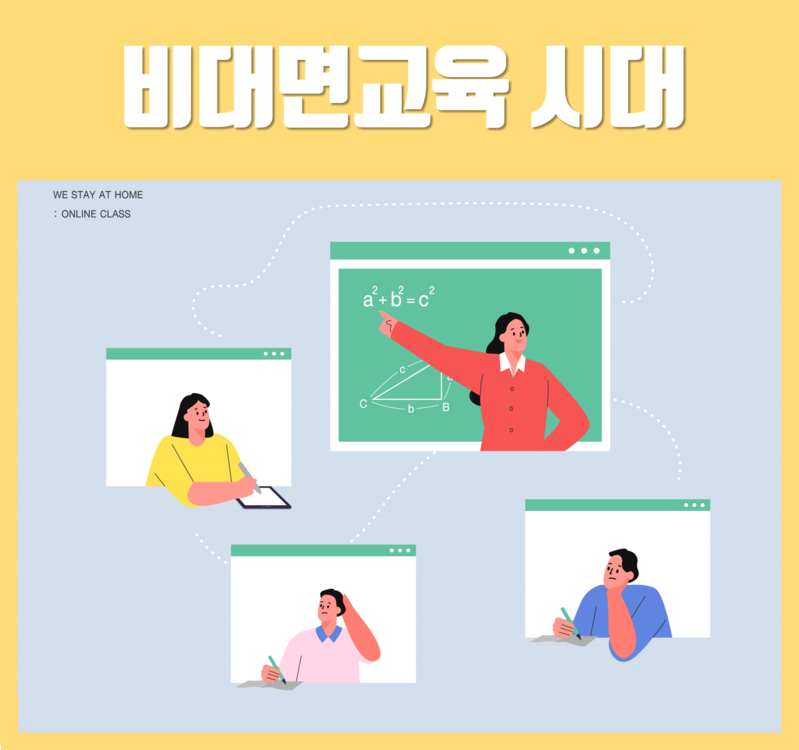 비대면교육 시대
WE STAY AT HOME
: ONLINE CLASS
a²+b²=c²
c
a
C
b
B